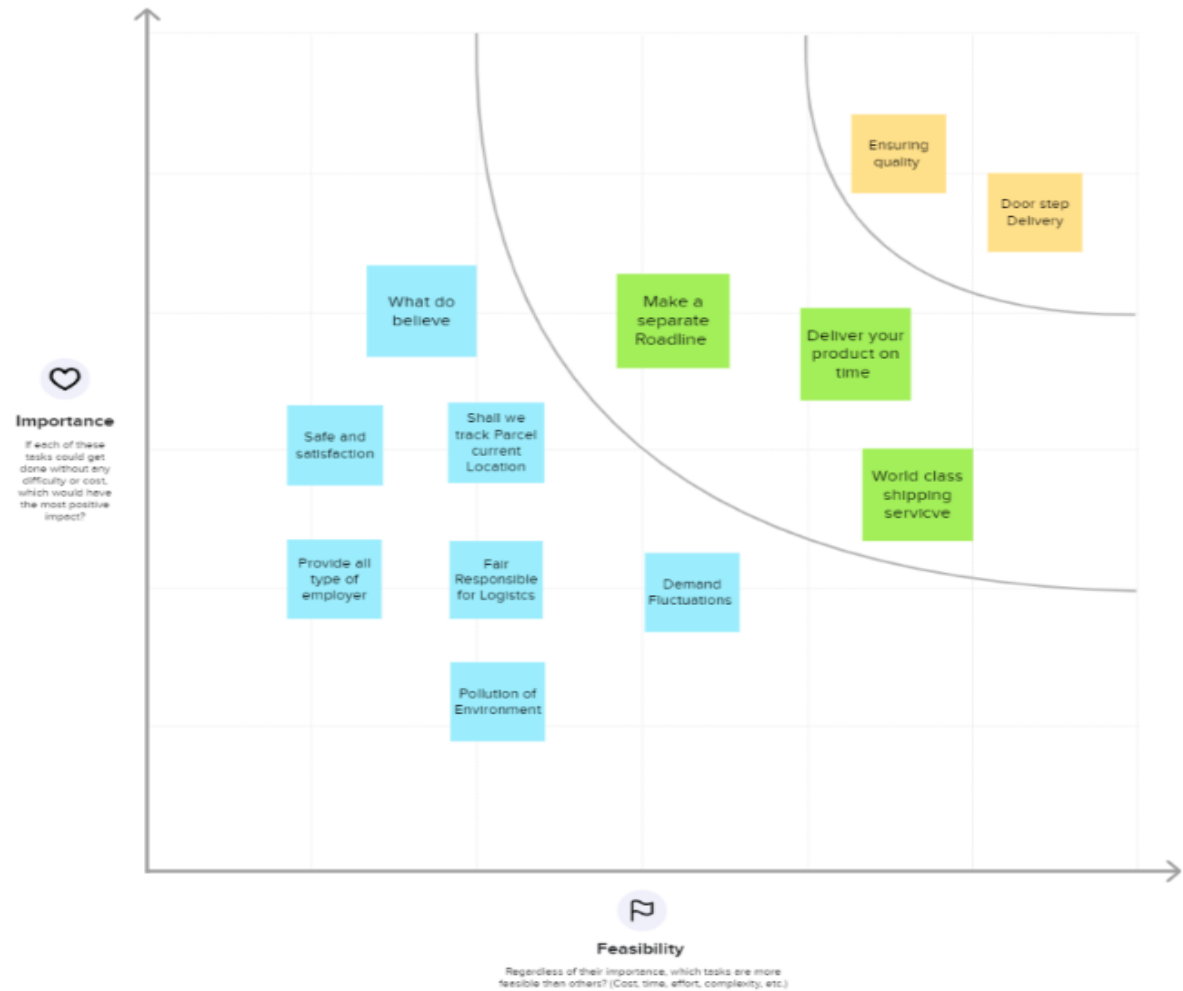 Ensuring
quality
Door step
Delivery
What do
believe
Make a
separate
Roadline
Deliver your
product on
time
Importance
If each of these
tasks could get
done without any
difficulty or cost,
which would have
the most positive
impact?
Safe and
satisfaction
Shall we
track Parcel
current
Location
World class
shipping
servicve
Provide all
type of
employer
Fair
Responsible
for Logistcs
Demand
Fluctuations
Pollution of
Environment
Feasibility
Regardless of their importance, which tasks are more
feasible than others? (Cost, time, effort, complexity, etc.)